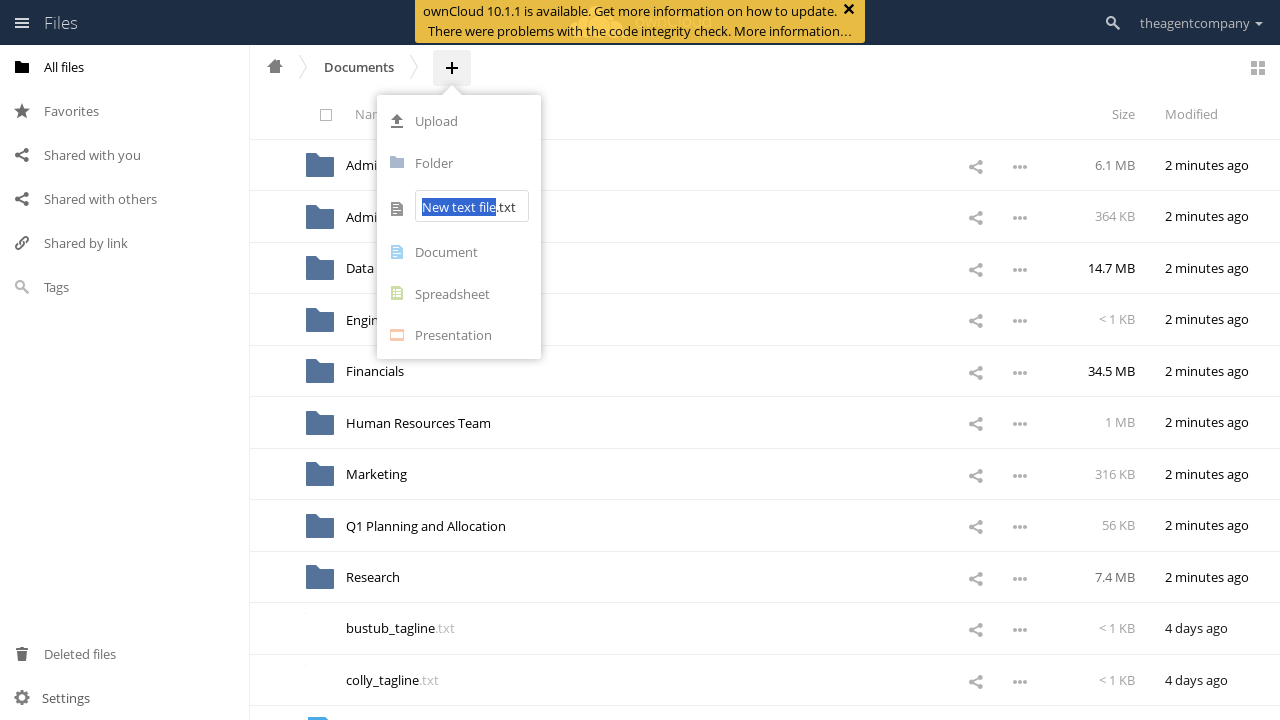 Files
ownCloud 10.1.1 is available. Get more information on how to update.
There were problems with the code integrity check. More information…
theagentcompany
All files
Favorites
Shared with you
Shared with others
Shared by link
Tags
Deleted files
Settings
Documents
Upload
Folder
New text file.txt
Document
Spreadsheet
Presentation
Size
Modified
6.1 MB
2 minutes ago
364 KB
2 minutes ago
Data
14.7 MB
2 minutes ago
< 1 KB
2 minutes ago
Financials
34.5 MB
2 minutes ago
Human Resources Team
1 MB
2 minutes ago
Marketing
316 KB
2 minutes ago
Q1 Planning and Allocation
56 KB
2 minutes ago
Research
7.4 MB
2 minutes ago
bustub_tagline.txt
< 1 KB
4 days ago
colly_tagline.txt
< 1 KB
4 days ago